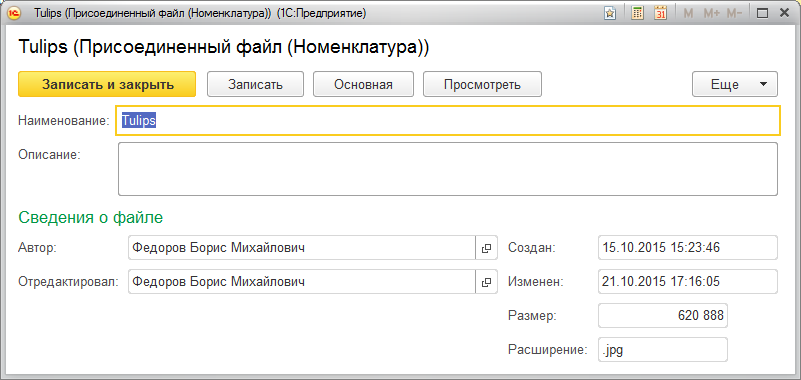 Tulips (Присоединенный файл (Номенклатура)) (1С:Предприятие)
M M+ M-
Tulips (Присоединенный файл (Номенклатура))
Записать и закрыть Записать Основная Просмотреть Еще
Наименование: Tulips
Описание:
Сведения о файле
Автор: Федоров Борис Михайлович Создан: 15.10.2015 15:23:46
Отредактировал: Федоров Борис Михайлович Изменен: 21.10.2015 17:16:05
Размер: 620 888
Расширение: .jpg